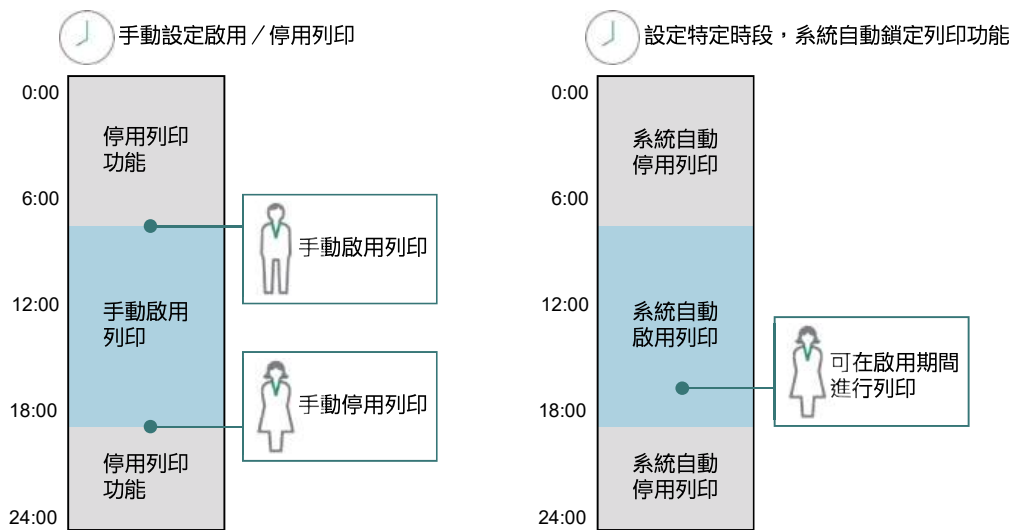 手動設定啟用／停用列印
0:00
停用列印
功能
6:00
手動啟用列印
12:00
手動啟用
列印
手動停用列印
18:00
停用列印
功能
24:00
設定特定時段，系統自動鎖定列印功能
0:00
系統自動
停用列印
6:00
12:00
系統自動
啟用列印
可在啟用期間
進行列印
18:00
系統自動
停用列印
24:00